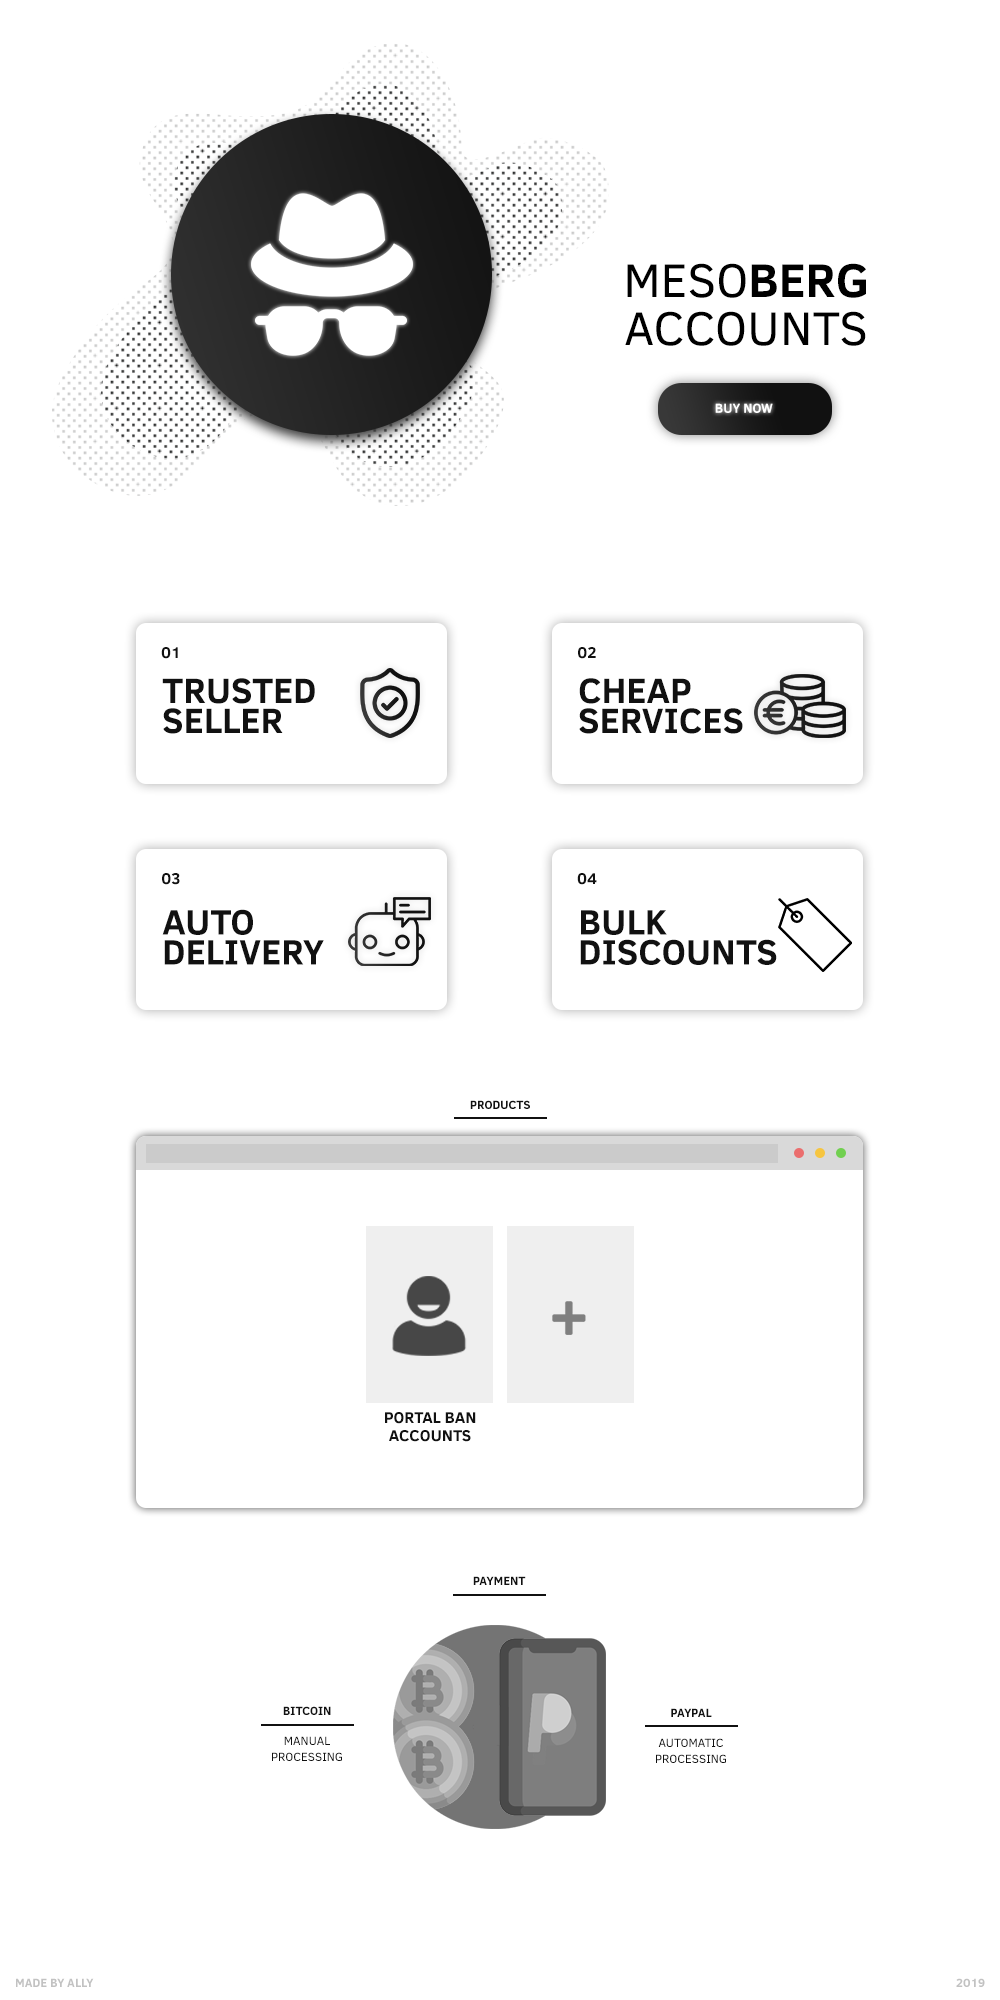 MESOBERG
ACCOUNTS
BUY NOW
01
TRUSTED
SELLER
02
CHEAP
SERVICES
03
AUTO
DELIVERY
04
BULK
DISCOUNTS
PRODUCTS
PORTAL BAN
ACCOUNTS
PAYMENT
BITCOIN
MANUAL
PROCESSING
PAYPAL
AUTOMATIC
PROCESSING
MADE BY ALLY
2019